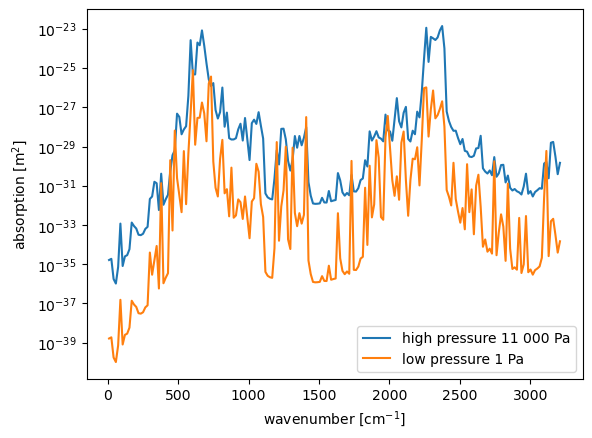 10⁻²³
10⁻²⁵
10⁻²⁷
10⁻²⁹
10⁻³¹
10⁻³³
10⁻³⁵
10⁻³⁷
10⁻³⁹
absorption [m²]
high pressure 11 000 Pa
low pressure 1 Pa
0 500 1000 1500 2000 2500 3000
wavenumber [cm⁻¹]